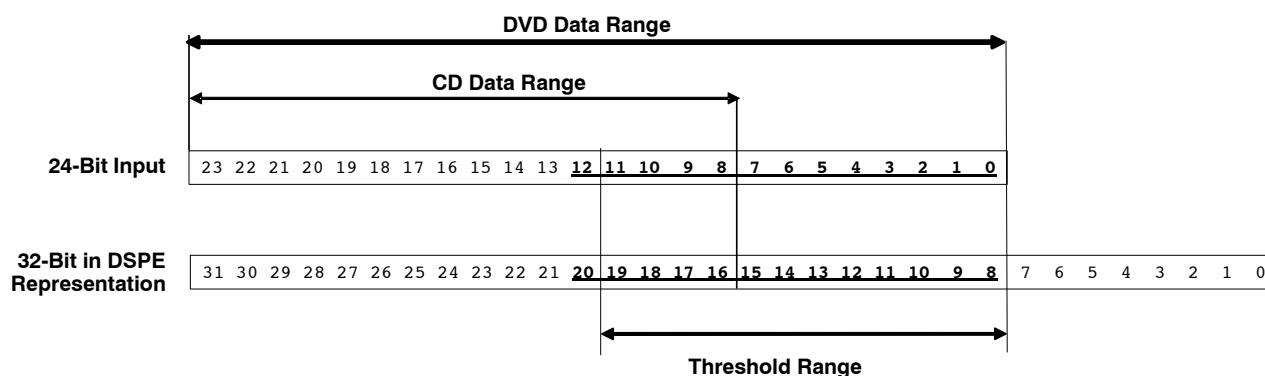 DVD Data Range
CD Data Range
24-Bit Input
23 22 21 20 19 18 17 16 15 14 13 12 11 10 9 8 7 6 5 4 3 2 1 0
32-Bit in DSPE
Representation
31 30 29 28 27 26 25 24 23 22 21 20 19 18 17 16 15 14 13 12 11 10 9 8 7 6 5 4 3 2 1 0
Threshold Range